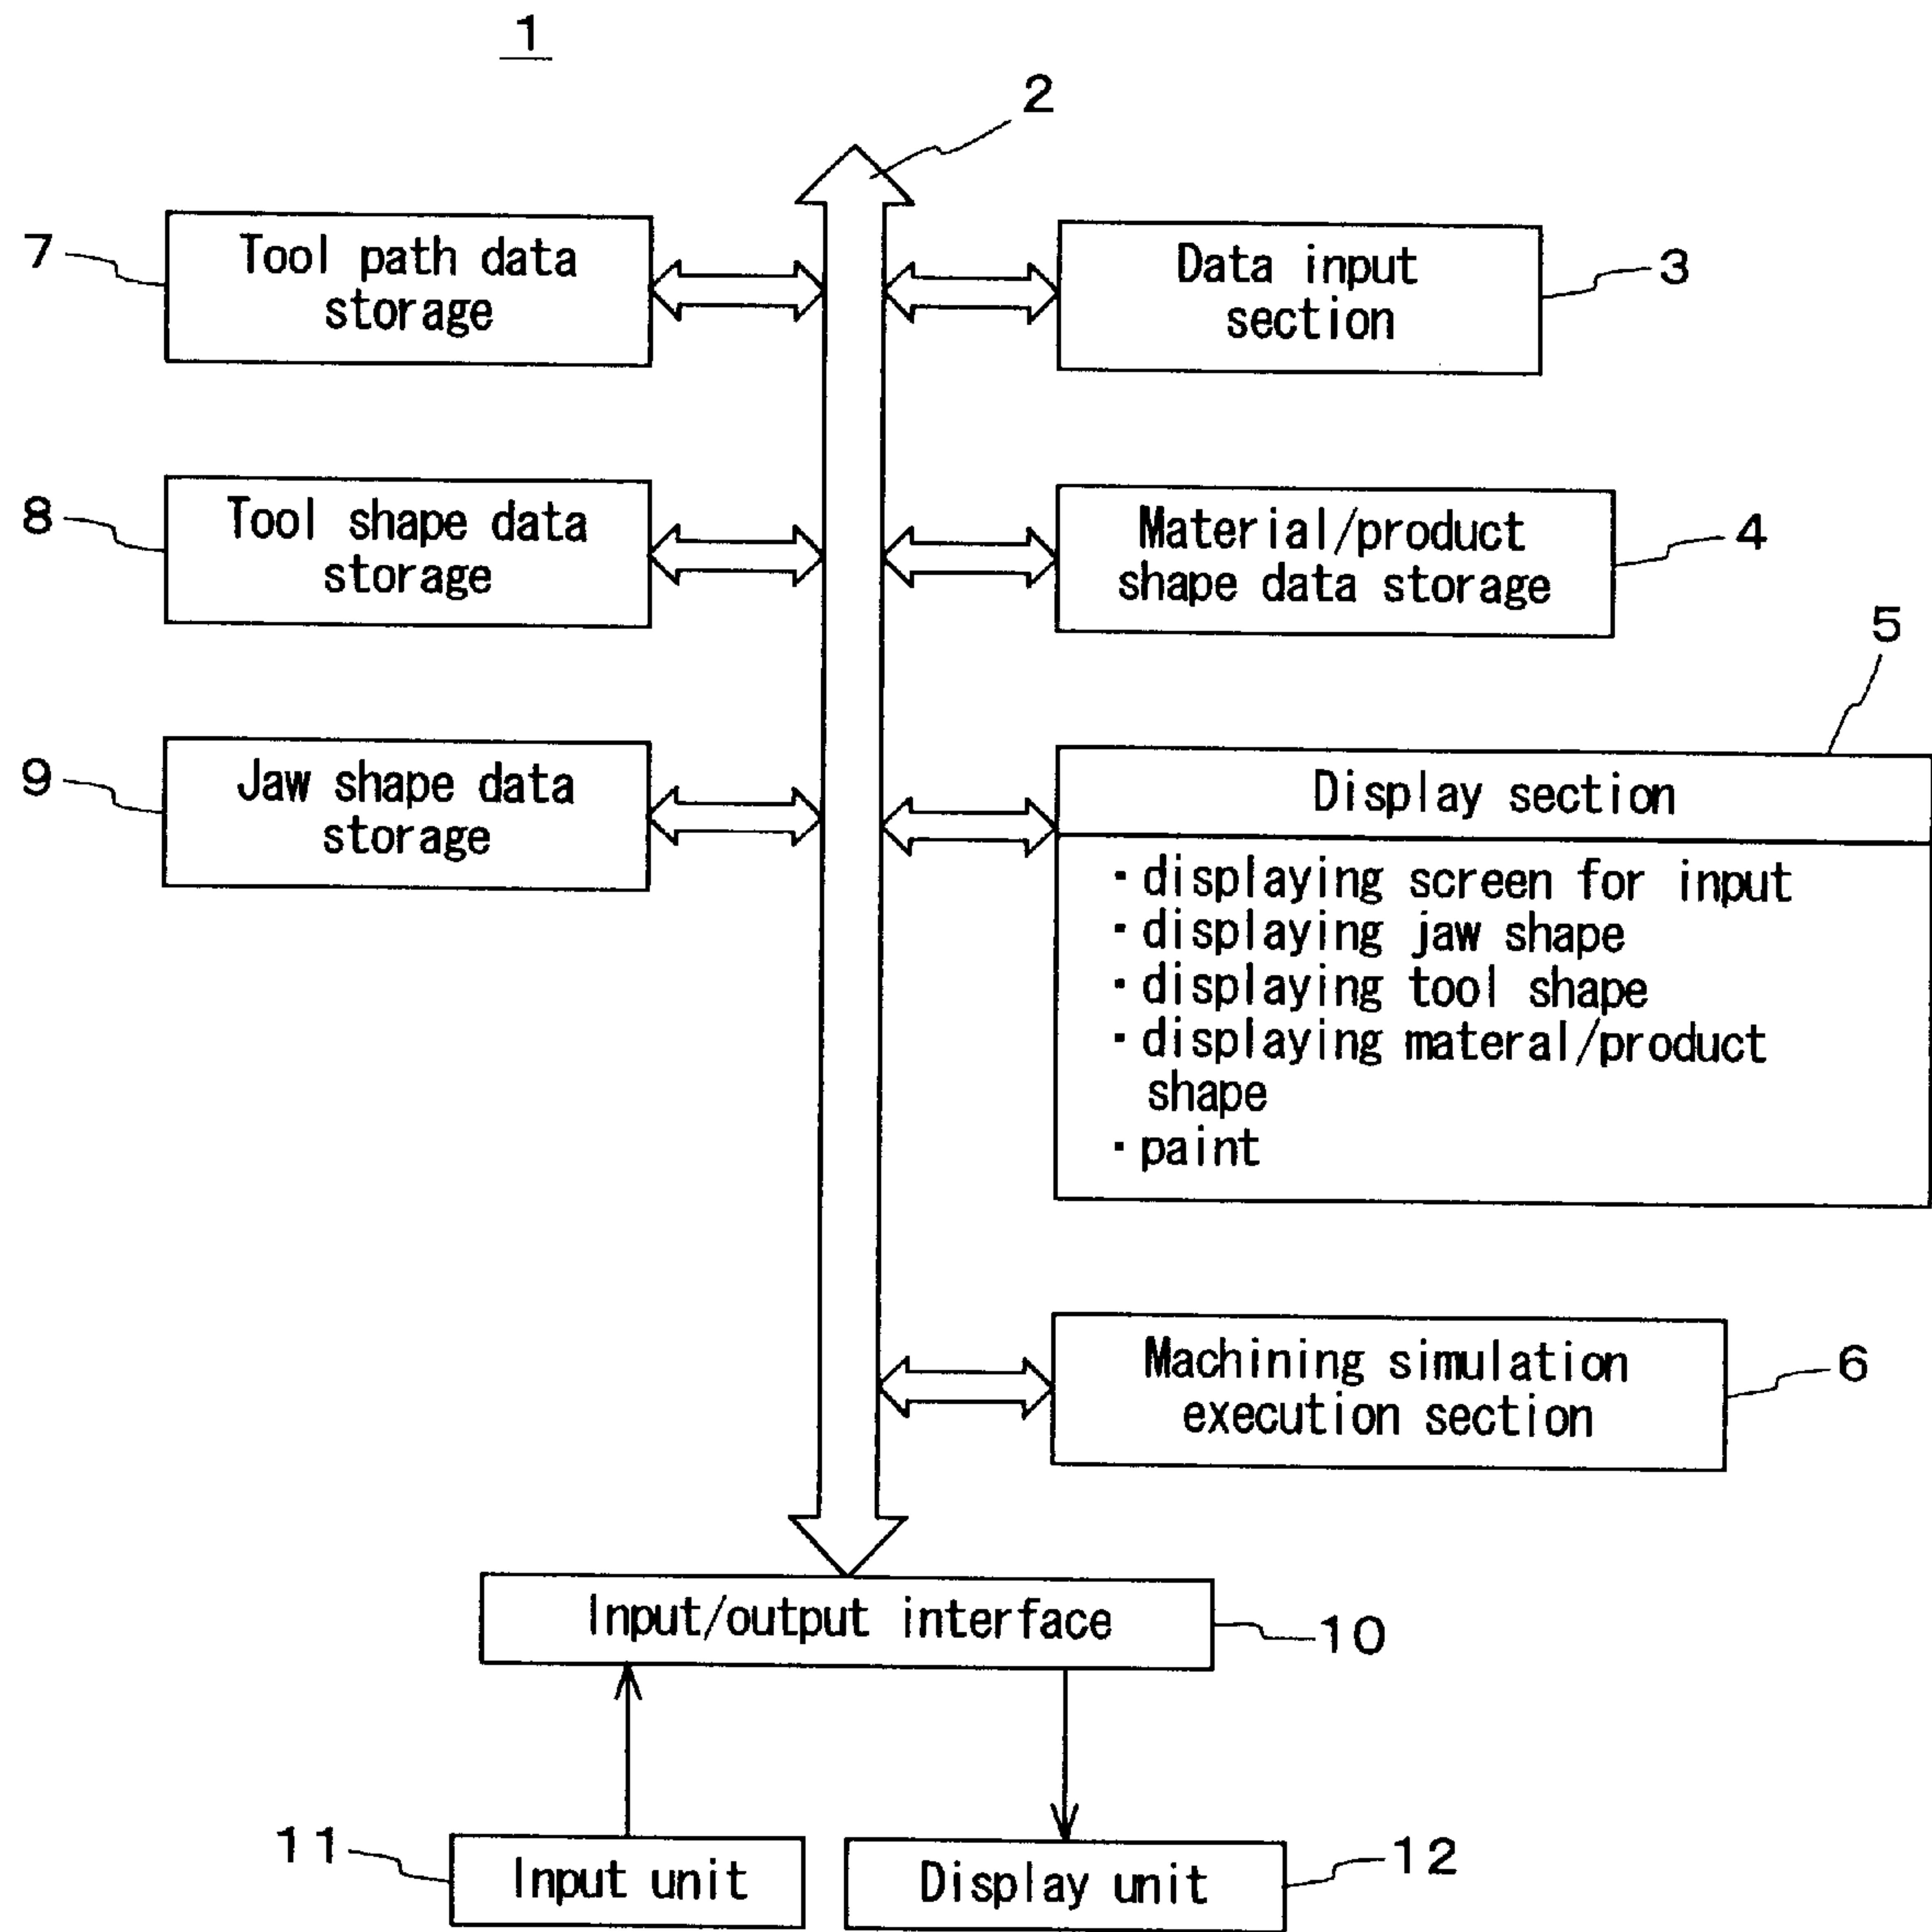 1
2
7
Tool path data
storage
Data input
section
3
8
Tool shape data
storage
Material/product
shape data storage
4
5
9
Jaw shape data
storage
Display section
・displaying screen for input
・displaying jaw shape
・displaying tool shape
・displaying materal/product
shape
・paint
Machining simulation
execution section
6
Input/output interface
10
11
Input unit
Display unit
12